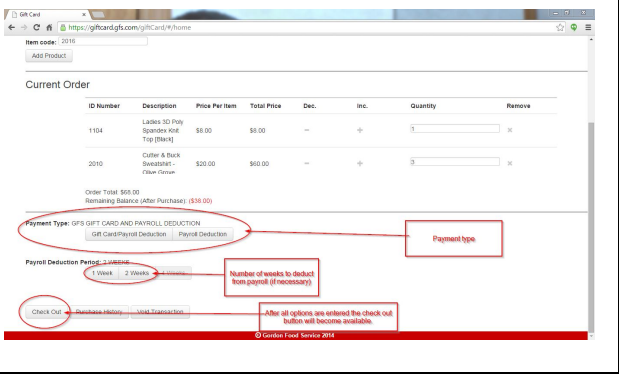 Gift Card
https://giftcard.gfs.com/giftCard/#/home
Item code: 2016
Add Product
Current Order
ID Number Description Price Per Item Total Price Dec. Inc. Quantity Remove
Ladies 3D Poly
1104 Spandex Knit $8.00 $8.00 1
Top [Black]
Cutter & Buck
2010 Sweatshirt - $20.00 $60.00 3
Olive Grove
Order Total: $68.00
Remaining Balance (After Purchase): ($38.00)
Payment Type: GFS GIFT CARD AND PAYROLL DEDUCTION
Gift Card/Payroll Deduction Payroll Deduction
Payment type
Payroll Deduction Period: 2 WEEKS
1 Week 2 Weeks
Number of weeks to deduct
from payroll (if necessary)
Check Out Purchase History Void Transaction
After all options are entered the check out
button will become available.
© Gordon Food Service 2014